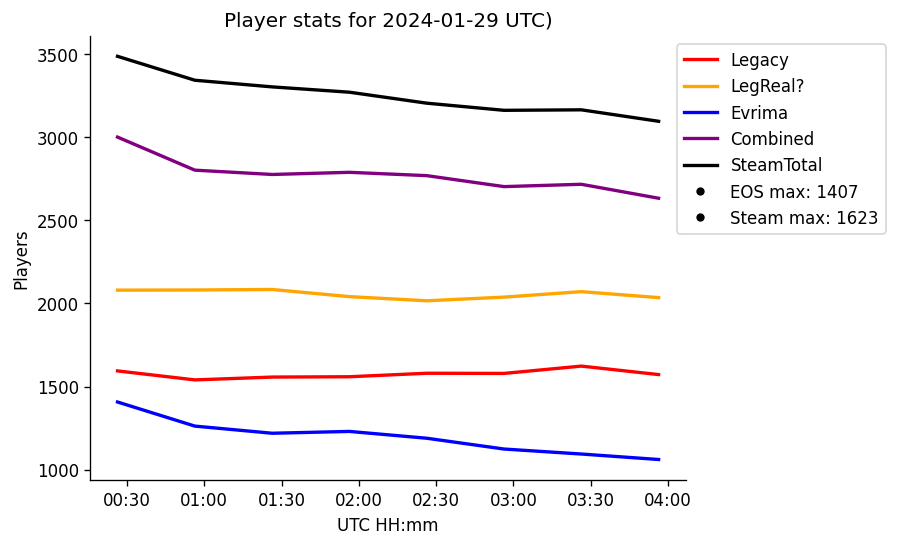 Player stats for 2024-01-29 UTC)
Players
3500
3000
2500
2000
1500
1000
00:30 01:00 01:30 02:00 02:30 03:00 03:30 04:00
UTC HH:mm
Legacy
LegReal?
Evrima
Combined
SteamTotal
EOS max: 1407
Steam max: 1623